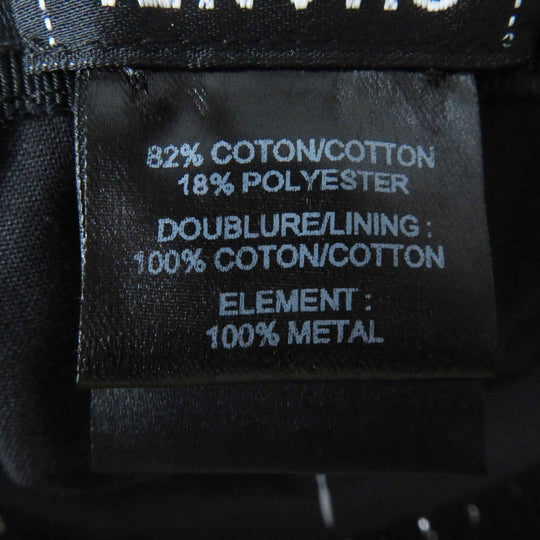 82% COTON/COTTON
18% POLYESTER
DOUBLURE/LINING :
100% COTON/COTTON
ELEMENT :
100% METAL